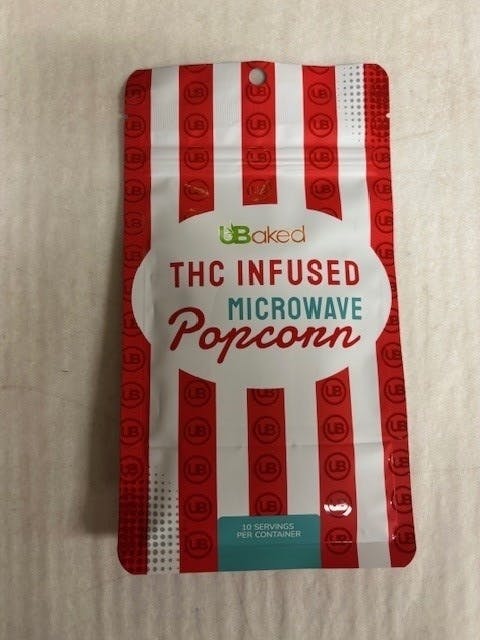 UBaked
THC INFUSED
MICROWAVE
Popcorn
10 SERVINGS
PER CONTAINER